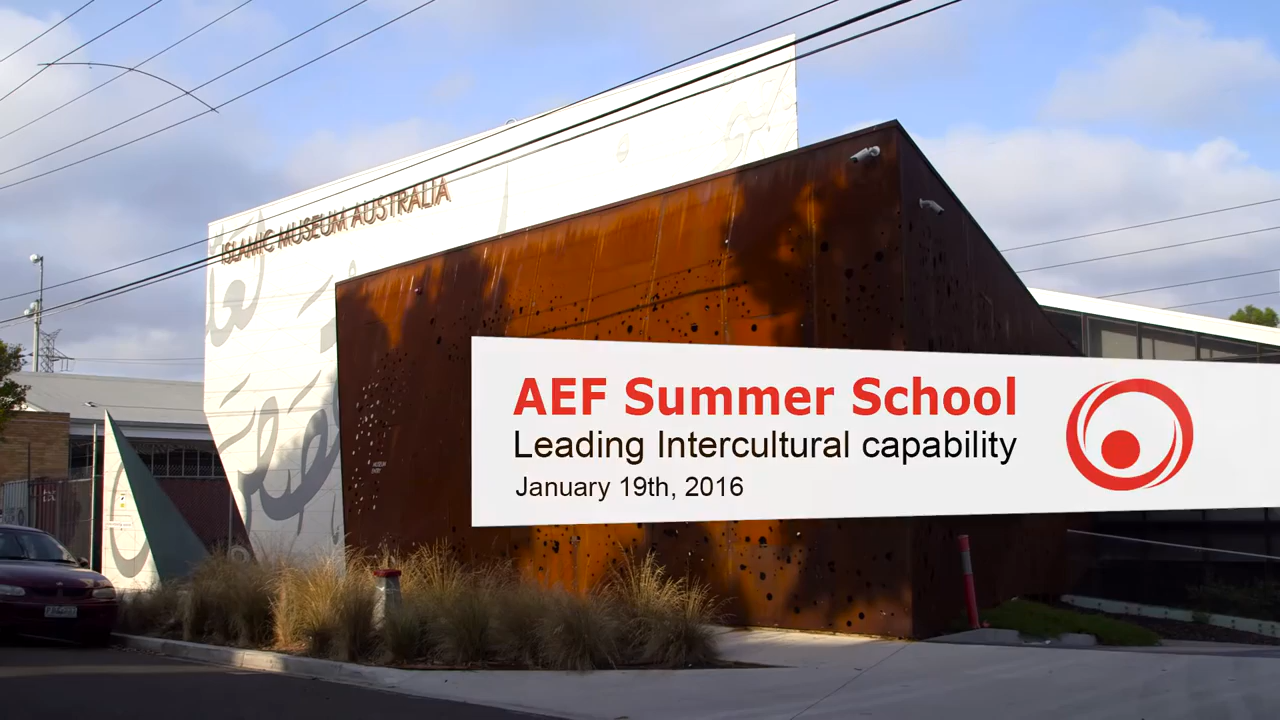 ISLAMIC MUSEUM AUSTRALIA
AEF Summer School
Leading Intercultural capability
January 19th, 2016